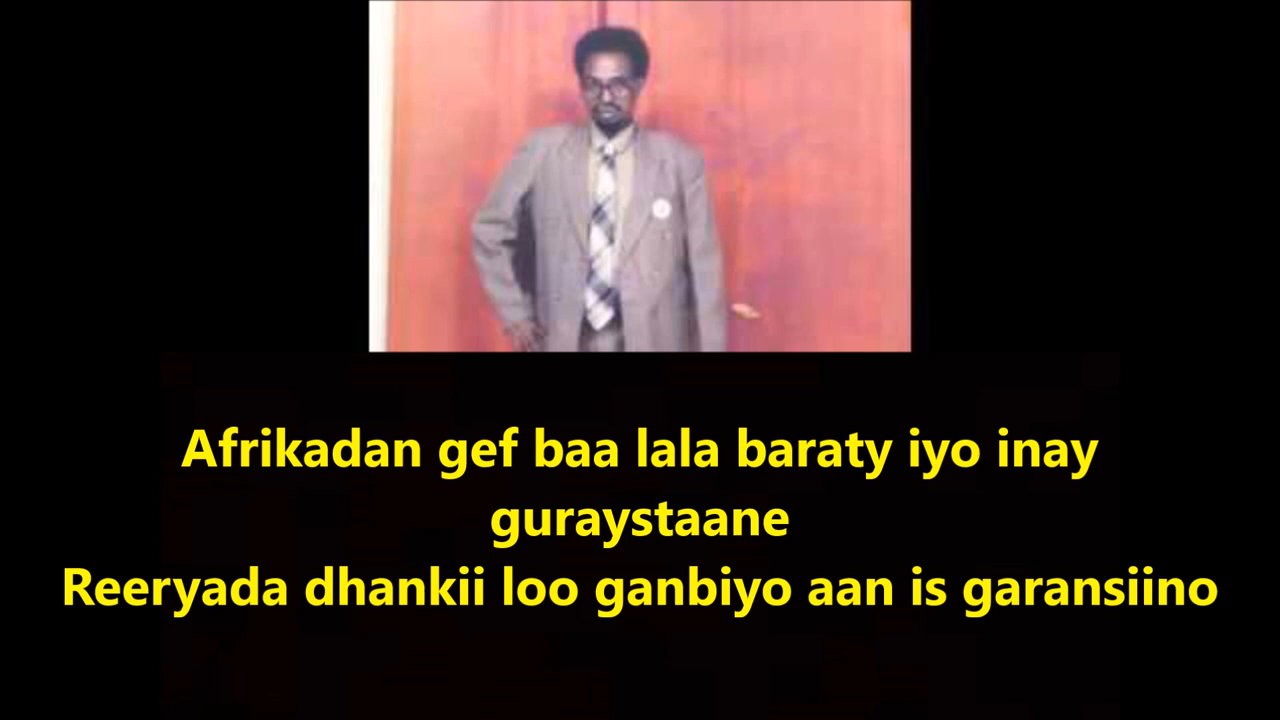 Afrikadan gef baa lala baraty iyo inay
guraystaane
Reeryada dhankii loo ganbiyo aan is garansiino